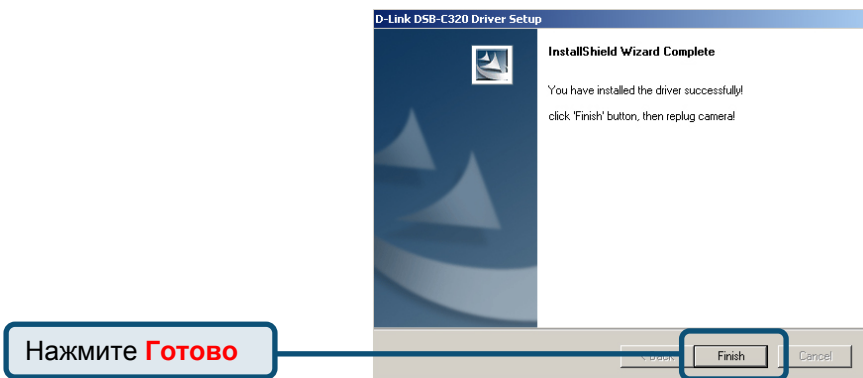 D-Link DSB-C320 Driver Setup
InstallShield Wizard Complete
You have installed the driver successfully!
click 'Finish' button, then replug camera!
Нажмите Готово
< Back Finish Cancel